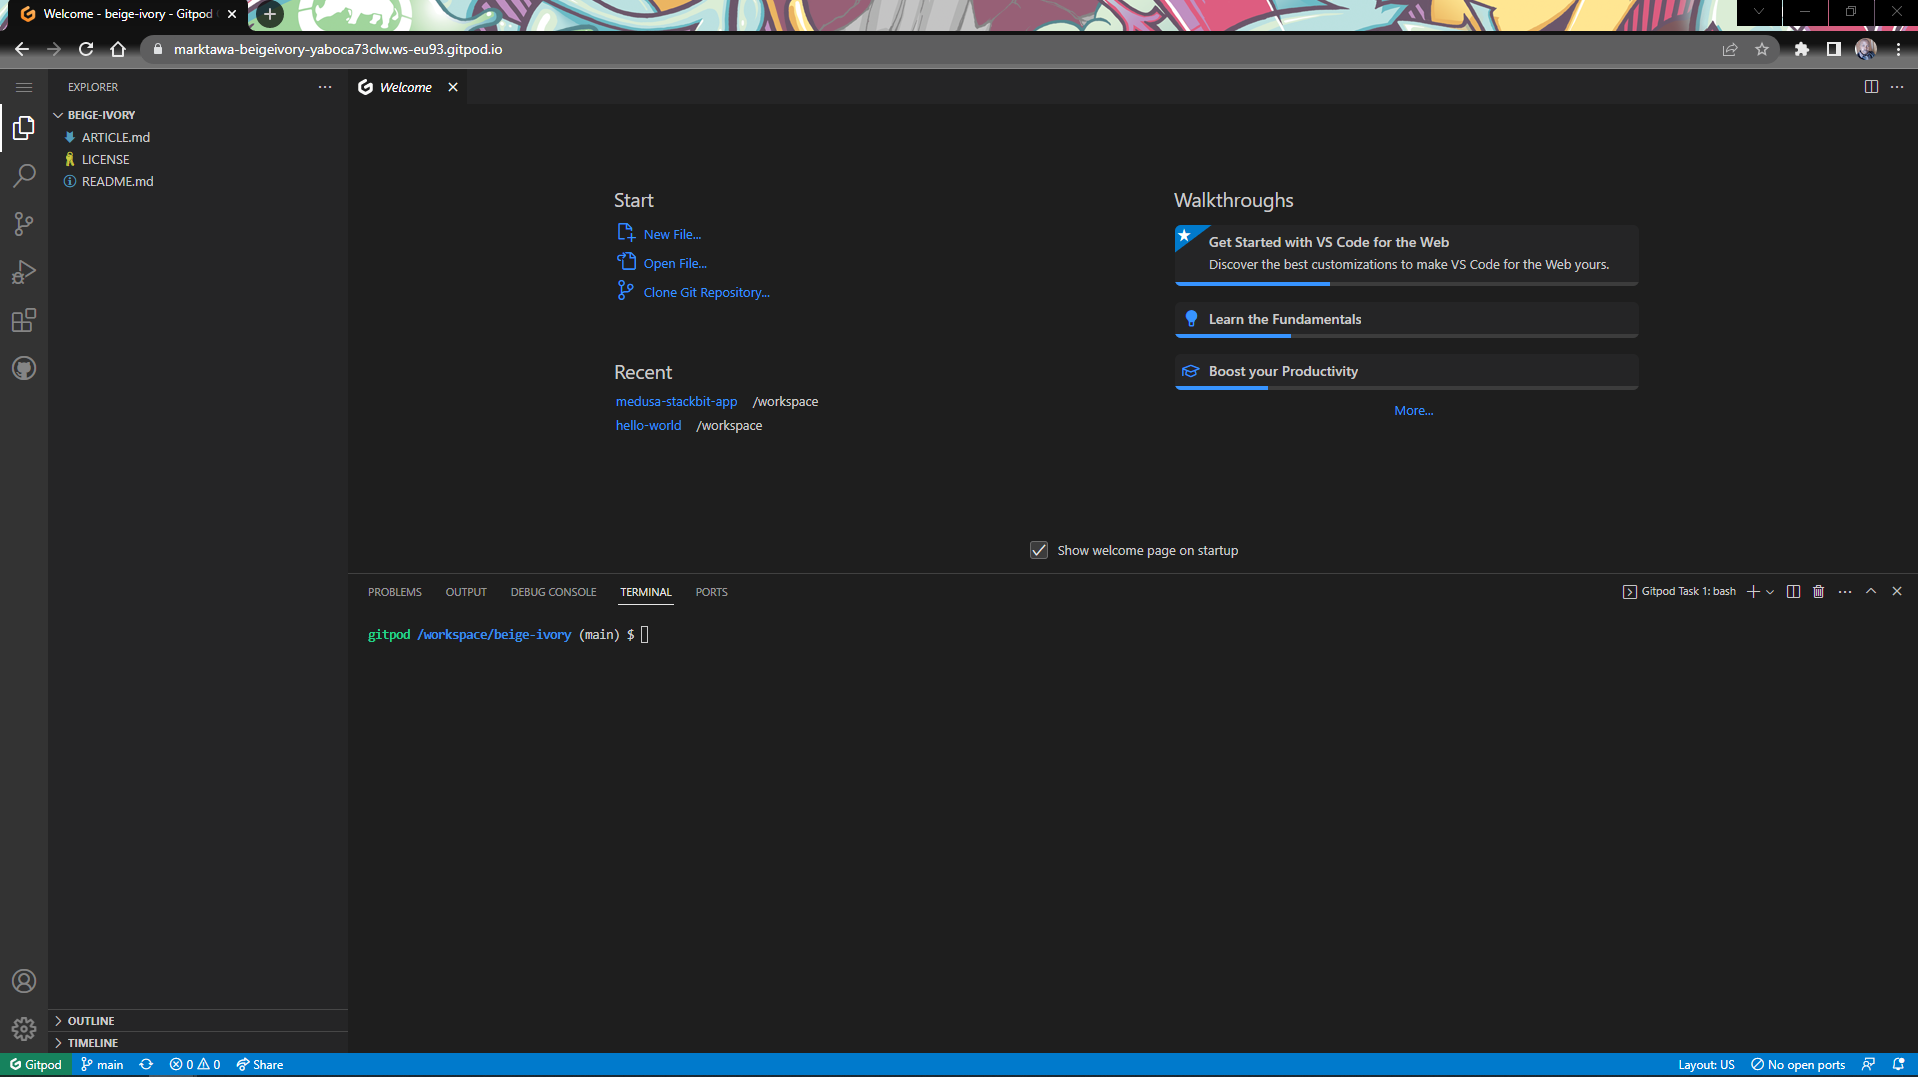 Welcome - beige-ivory - Gitpod
marktawa-beigeivory-yaboca73clw.ws-eu93.gitpod.io
EXPLORER
BEIGE-IVORY
ARTICLE.md
LICENSE
README.md
OUTLINE
TIMELINE
Welcome
Start
New File...
Open File...
Clone Git Repository...
Recent
medusa-stackbit-app /workspace
hello-world /workspace
Walkthroughs
Get Started with VS Code for the Web
Discover the best customizations to make VS Code for the Web yours.
Learn the Fundamentals
Boost your Productivity
More...
Show welcome page on startup
PROBLEMS OUTPUT DEBUG CONSOLE TERMINAL PORTS
Gitpod Task 1: bash
gitpod /workspace/beige-ivory (main) $
Gitpod main 0 0 Share
Layout: US No open ports